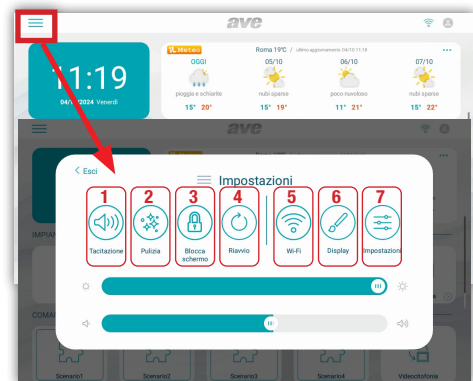 ave
iL Meteo
Roma 19°C / ultimo aggiornamento 04/10 11:19
OGGI
05/10
06/10
07/10
11:19
04/10/2024 Venerdì
pioggia e schiarite
nubi sparse
poco nuvoloso
nubi sparse
15° 20°
15° 19°
11° 21°
15° 22°
ave
Esci
Impostazioni
1
2
3
4
5
6
7
Tacitazione
Pulizia
Blocca
schermo
Riavvio
Wi-Fi
Display
Impostazioni
IMPIAN
COMA
Scenario1
Scenario2
Scenario3
Scenario4
Videocitofonia